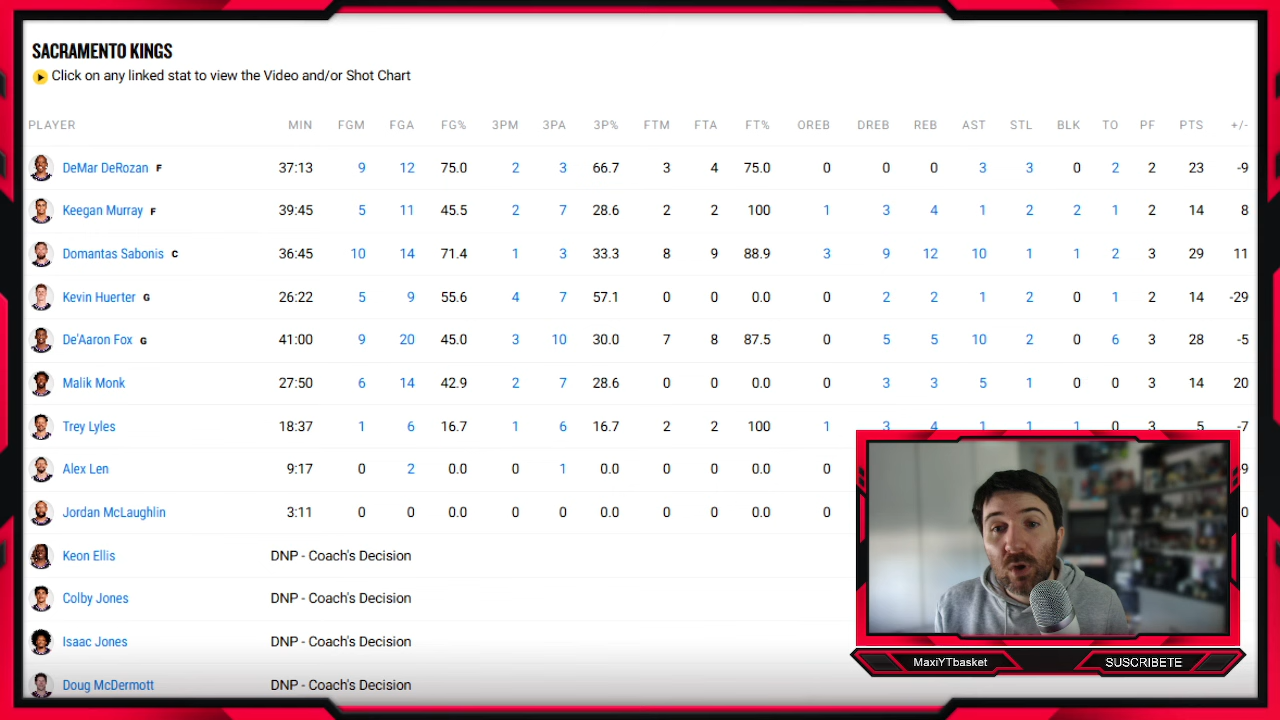 SACRAMENTO KINGS
Click on any linked stat to view the Video and/or Shot Chart
PLAYER MIN FGM FGA FG% 3PM 3PA 3P% FTM FTA FT% OREB DREB REB AST STL BLK TO PF PTS +/-
DeMar DeRozan F 37:13 9 12 75.0 2 3 66.7 3 4 75.0 0 0 0 3 3 0 2 2 23 -9
Keegan Murray F 39:45 5 11 45.5 2 7 28.6 2 2 100 1 3 4 1 2 2 1 2 14 8
Domantas Sabonis C 36:45 10 14 71.4 1 3 33.3 8 9 88.9 3 9 12 10 1 1 2 3 29 11
Kevin Huerter G 26:22 5 9 55.6 4 7 57.1 0 0 0.0 0 2 2 1 2 0 1 2 14 -29
De'Aaron Fox G 41:00 9 20 45.0 3 10 30.0 7 8 87.5 0 5 5 10 2 0 6 3 28 -5
Malik Monk 27:50 6 14 42.9 2 7 28.6 0 0 0.0 0 3 3 5 1 0 0 3 14 20
Trey Lyles 18:37 1 6 16.7 1 6 16.7 2 2 100 1 3 4 1 1 1 0 3 5 -7
Alex Len 9:17 0 2 0.0 0 1 0.0 0 0 0.0 0 9
Jordan McLaughlin 3:11 0 0 0.0 0 0 0.0 0 0 0.0 0 0
Keon Ellis DNP - Coach's Decision
Colby Jones DNP - Coach's Decision
Isaac Jones DNP - Coach's Decision
MaxiYTbasket SUSCRIBETE
Doug McDermott DNP - Coach's Decision